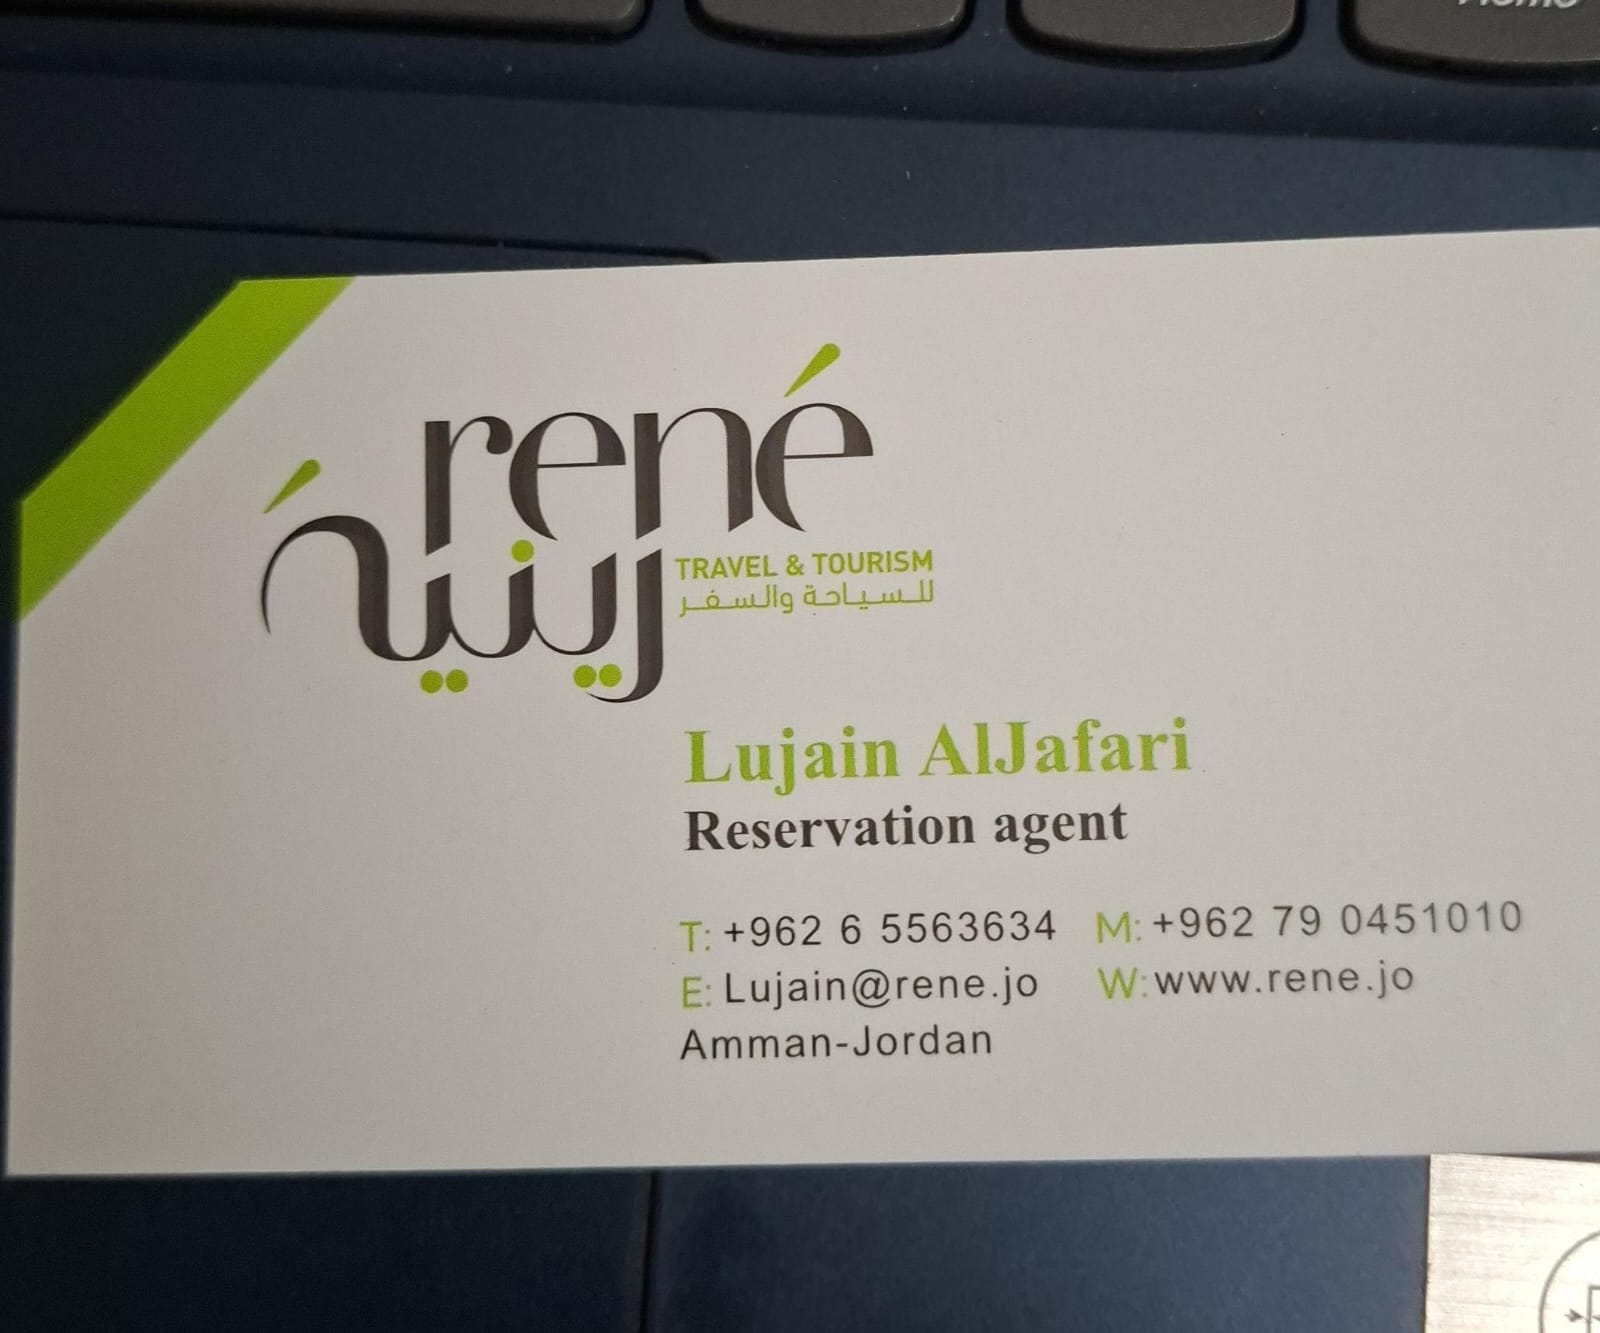 rené
رينيه
TRAVEL & TOURISM
للسياحة والسفر
Lujain AlJafari
Reservation agent
T: +962 6 5563634 M: +962 79 0451010
E: Lujain@rene.jo W: www.rene.jo
Amman-Jordan